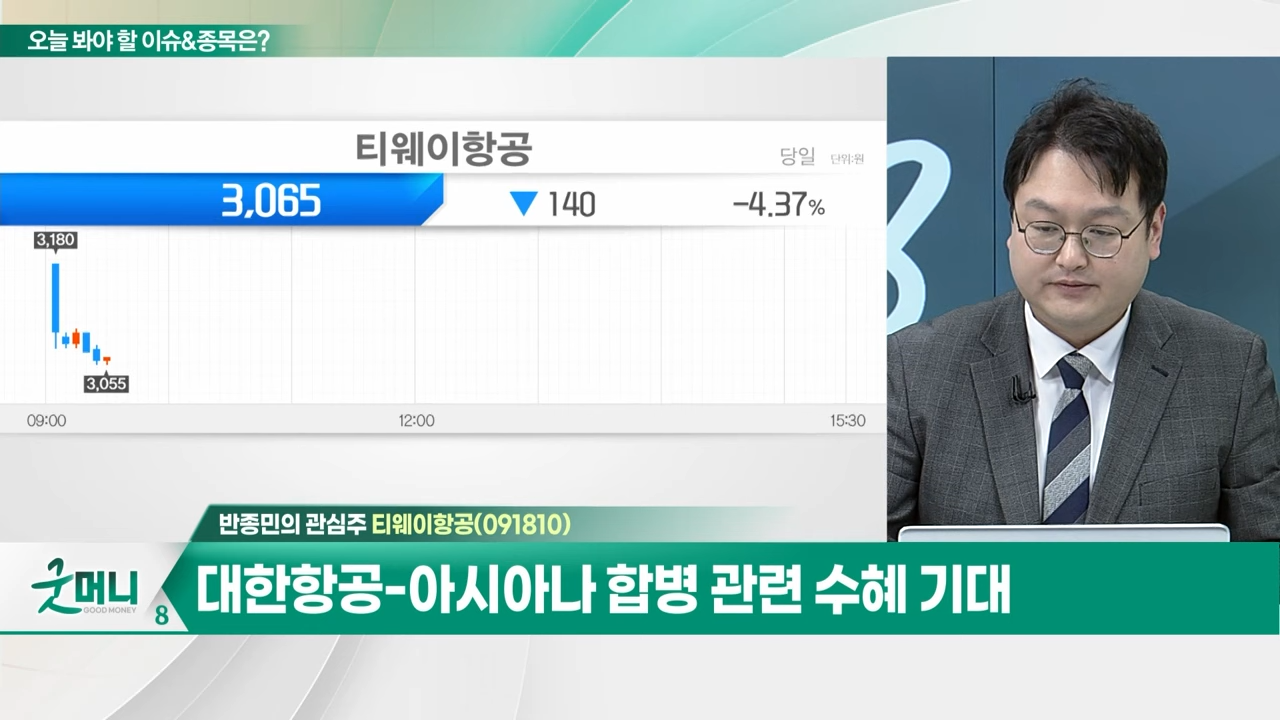 오늘 봐야 할 이슈&종목은?
티웨이항공
당일 단위:원
3,065 ▼ 140 -4.37%
3,180
3,055
09:00 12:00 15:30
반종민의 관심주 티웨이항공(091810)
굿머니
GOOD MONEY
8
대한항공-아시아나 합병 관련 수혜 기대